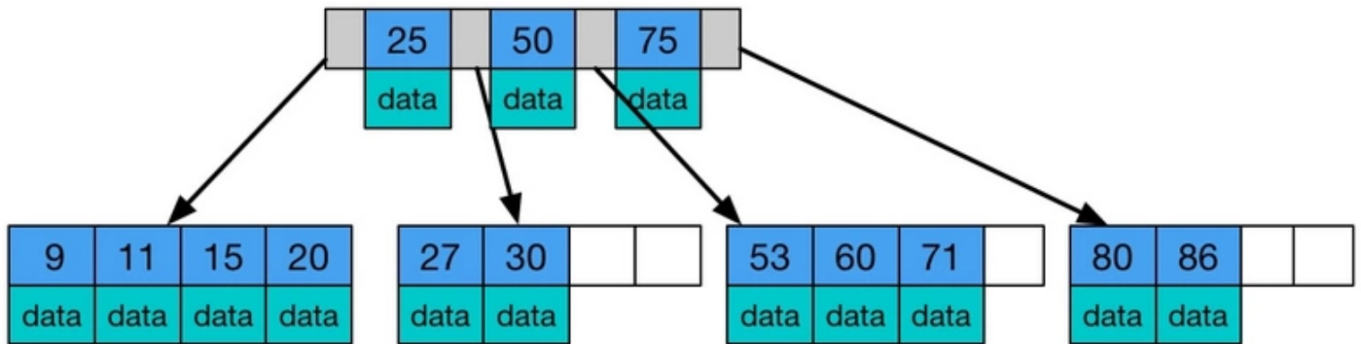 25 50 75
data data data
9 11 15 20 27 30 53 60 71 80 86
data data data data data data data data data data data